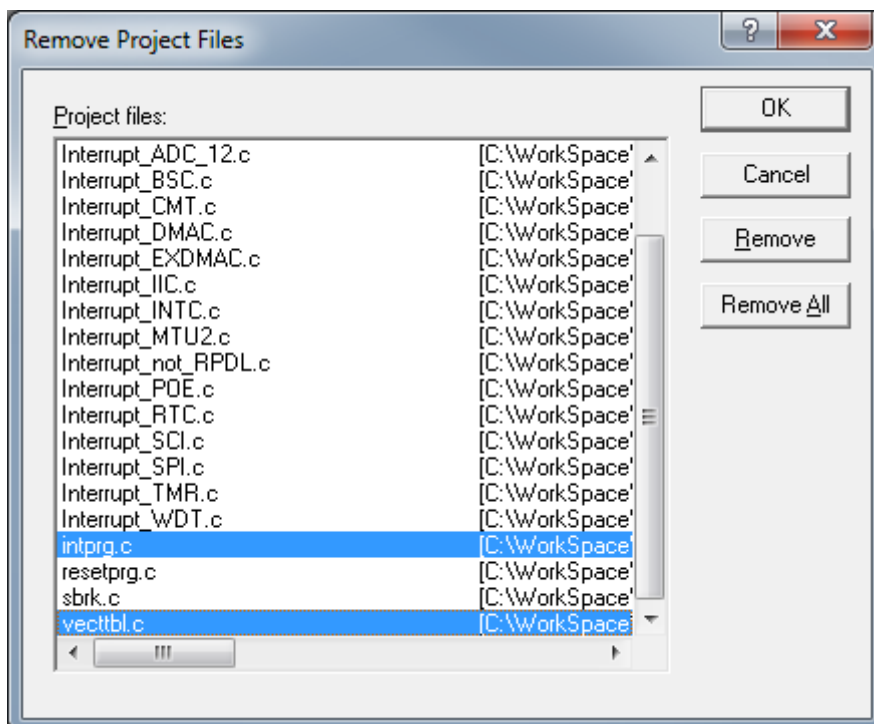 Remove Project Files
Project files:
OK
Cancel
Remove
Remove All
Interrupt_ADC_12.c [C:\WorkSpace'
Interrupt_BSC.c [C:\WorkSpace'
Interrupt_CMT.c [C:\WorkSpace'
Interrupt_DMAC.c [C:\WorkSpace'
Interrupt_EXDMAC.c [C:\WorkSpace'
Interrupt_IIC.c [C:\WorkSpace'
Interrupt_INTC.c [C:\WorkSpace'
Interrupt_MTU2.c [C:\WorkSpace'
Interrupt_not_RPDL.c [C:\WorkSpace'
Interrupt_POE.c [C:\WorkSpace'
Interrupt_RTC.c [C:\WorkSpace'
Interrupt_SCI.c [C:\WorkSpace'
Interrupt_SPI.c [C:\WorkSpace'
Interrupt_TMR.c [C:\WorkSpace'
Interrupt_WDT.c [C:\WorkSpace'
intprg.c [C:\WorkSpace'
resetprg.c [C:\WorkSpace'
sbrk.c [C:\WorkSpace'
vecttbl.c [C:\WorkSpace'